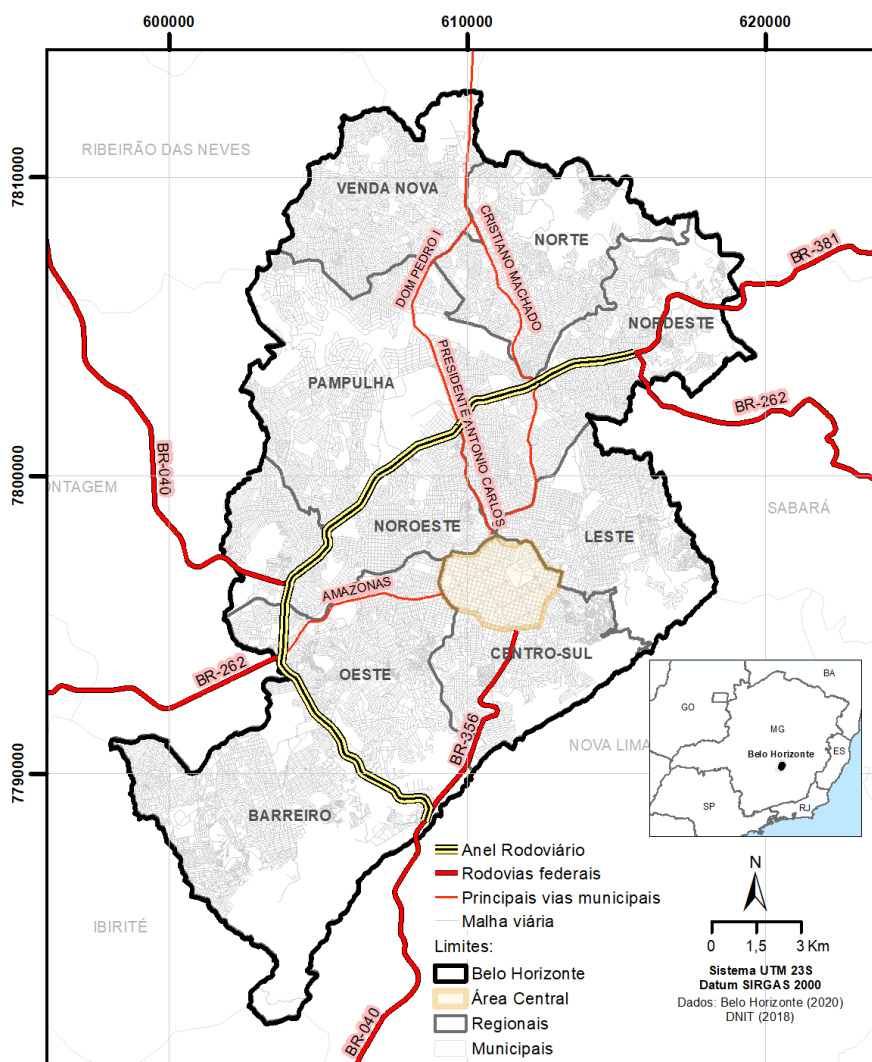 600000
610000
620000
7810000
7800000
7790000
RIBEIRÃO DAS NEVES
VENDA NOVA
DOM PEDRO I
CRISTIANO MACHADO
NORTE
BR-381
NORDESTE
PAMPULHA
PRESIDENTE ANTONIO CARLOS
BR-262
BR-040
ONTAGEM
SABARÁ
NOROESTE
LESTE
AMAZONAS
BR-262
OESTE
CENTRO-SUL
BR-356
NOVA LIMA
BARREIRO
IBIRITÉ
BR-040
BA
GO
MG
ES
Belo Horizonte
SP
RJ
Anel Rodoviário
Rodovias federais
Principais vias municipais
Malha viária
Limites:
Belo Horizonte
Área Central
Regionais
Municipais
N
0 1,5 3 Km
Sistema UTM 23S
Datum SIRGAS 2000
Dados: Belo Horizonte (2020)
DNIT (2018)